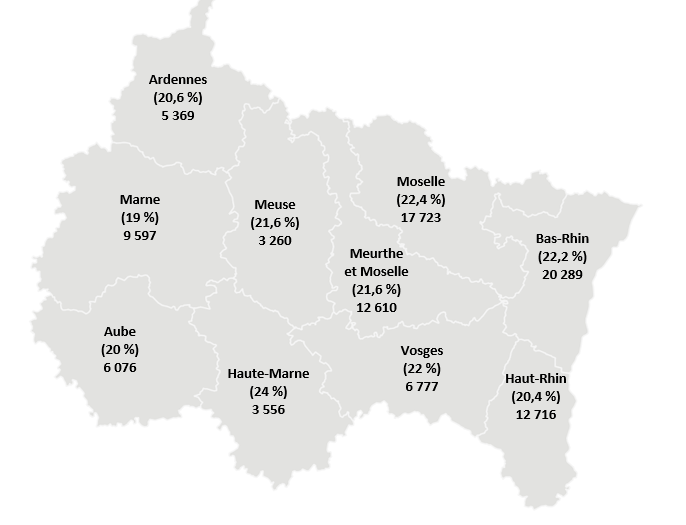 Ardennes
(20,6 %)
5 369
Marne
(19 %)
9 597
Meuse
(21,6 %)
3 260
Moselle
(22,4 %)
17 723
Bas-Rhin
(22,2 %)
20 289
Meurthe
et Moselle
(21,6 %)
12 610
Aube
(20 %)
6 076
Haute-Marne
(24 %)
3 556
Vosges
(22 %)
6 777
Haut-Rhin
(20,4 %)
12 716